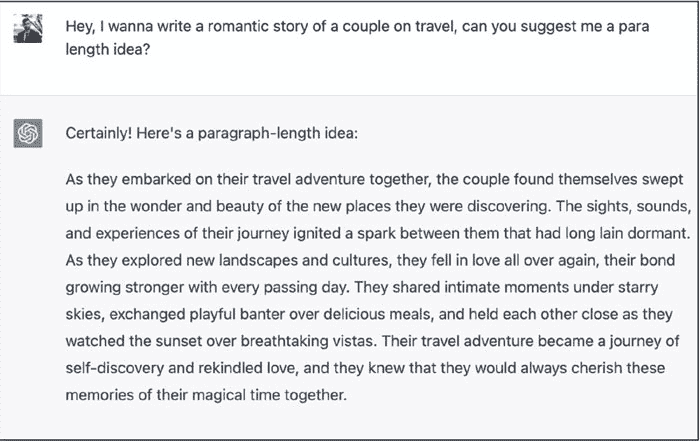 Hey, I wanna write a romantic story of a couple on travel, can you suggest me a para
length idea?
Certainly! Here's a paragraph-length idea:
As they embarked on their travel adventure together, the couple found themselves swept
up in the wonder and beauty of the new places they were discovering. The sights, sounds,
and experiences of their journey ignited a spark between them that had long lain dormant.
As they explored new landscapes and cultures, they fell in love all over again, their bond
growing stronger with every passing day. They shared intimate moments under starry
skies, exchanged playful banter over delicious meals, and held each other close as they
watched the sunset over breathtaking vistas. Their travel adventure became a journey of
self-discovery and rekindled love, and they knew that they would always cherish these
memories of their magical time together.